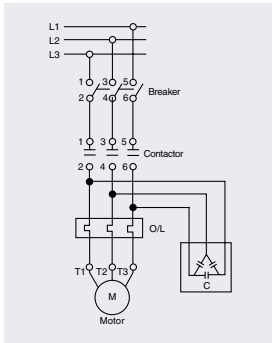 L1
L2
L3
1 3 5
2 4 6 Breaker
1 3 5
Contactor
2 4 6
O/L
T1 T2 T3
M
C
Motor